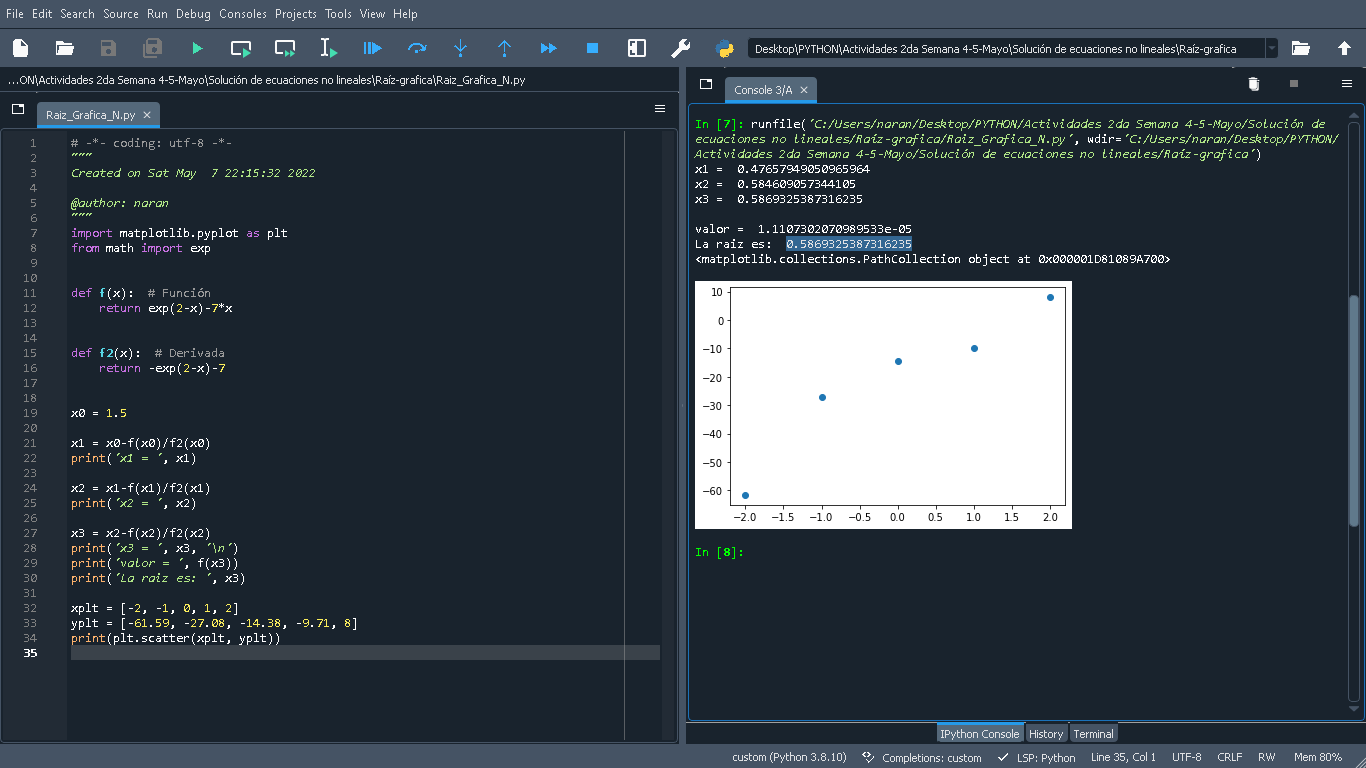 File Edit Search Source Run Debug Consoles Projects Tools View Help
Desktop\PYTHON\Actividades 2da Semana 4-5-Mayo\Solución de ecuaciones no lineales\Raíz-grafica
...ON\Actividades 2da Semana 4-5-Mayo\Solución de ecuaciones no lineales\Raíz-grafica\Raiz_Grafica_N.py
Raiz_Grafica_N.py
1 # -*- coding: utf-8 -*-
2 """
3 Created on Sat May  7 22:15:32 2022
4
5 @author: naran
6 """
7 import matplotlib.pyplot as plt
8 from math import exp
9
10
11 def f(x):  # Función
12     return exp(2-x)-7*x
13
14
15 def f2(x):  # Derivada
16     return -exp(2-x)-7
17
18
19 x0 = 1.5
20
21 x1 = x0-f(x0)/f2(x0)
22 print('x1 = ', x1)
23
24 x2 = x1-f(x1)/f2(x1)
25 print('x2 = ', x2)
26
27 x3 = x2-f(x2)/f2(x2)
28 print('x3 = ', x3, '\n')
29 print('valor = ', f(x3))
30 print('La raiz es: ', x3)
31
32 xplt = [-2, -1, 0, 1, 2]
33 yplt = [-61.59, -27.08, -14.38, -9.71, 8]
34 print(plt.scatter(xplt, yplt))
35
Console 3/A
In [7]: runfile('C:/Users/naran/Desktop/PYTHON/Actividades 2da Semana 4-5-Mayo/Solución de
ecuaciones no lineales/Raíz-grafica/Raiz_Grafica_N.py', wdir='C:/Users/naran/Desktop/PYTHON/
Actividades 2da Semana 4-5-Mayo/Solución de ecuaciones no lineales/Raíz-grafica')
x1 =  0.47657949050965964
x2 =  0.584609057344105
x3 =  0.5869325387316235

valor =  1.1107302070989533e-05
La raiz es:  0.5869325387316235
<matplotlib.collections.PathCollection object at 0x000001D81089A700>
10
0
−10
−20
−30
−40
−50
−60
−2.0 −1.5 −1.0 −0.5 0.0 0.5 1.0 1.5 2.0
In [8]:
IPython Console History Terminal
custom (Python 3.8.10) Completions: custom LSP: Python Line 35, Col 1 UTF-8 CRLF RW Mem 80%